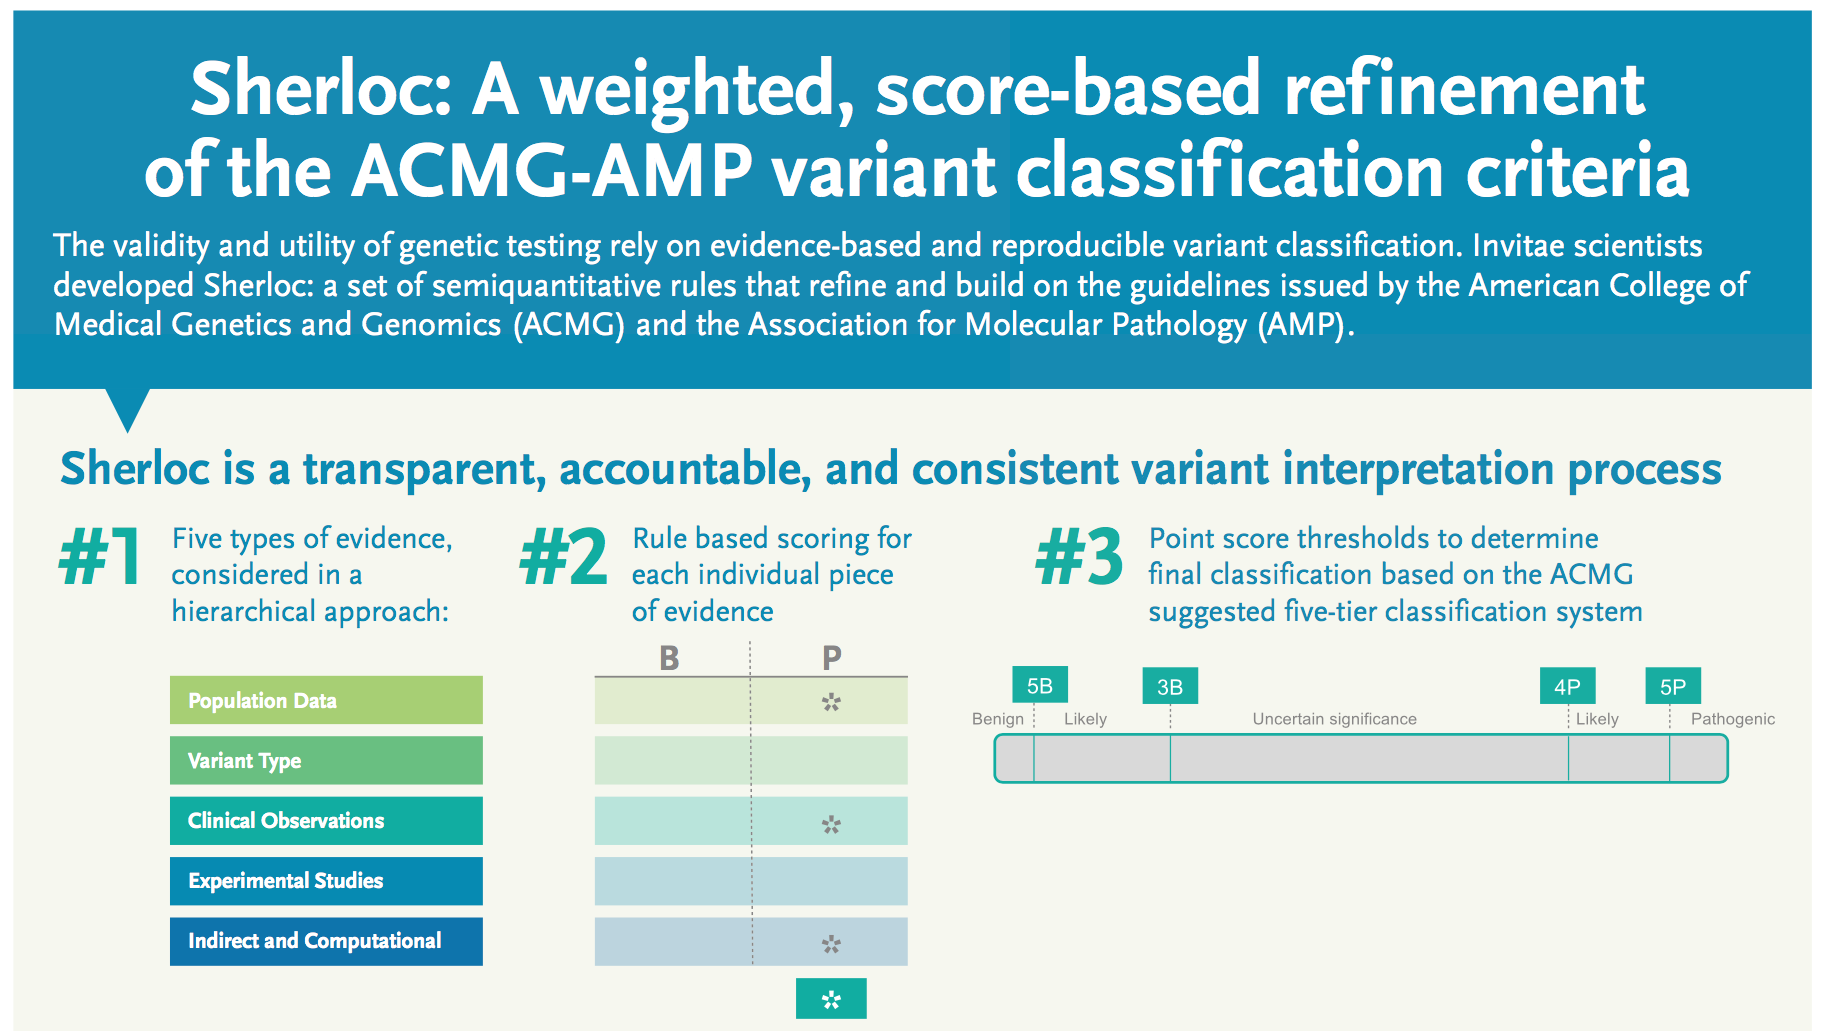 Sherloc: A weighted, score-based refinement
of the ACMG-AMP variant classification criteria
The validity and utility of genetic testing rely on evidence-based and reproducible variant classification. Invitae scientists
developed Sherloc: a set of semiquantitative rules that refine and build on the guidelines issued by the American College of
Medical Genetics and Genomics (ACMG) and the Association for Molecular Pathology (AMP).
Sherloc is a transparent, accountable, and consistent variant interpretation process
#1
Five types of evidence,
considered in a
hierarchical approach:
Population Data
Variant Type
Clinical Observations
Experimental Studies
Indirect and Computational
#2
Rule based scoring for
each individual piece
of evidence
B P
*
*
*
*
#3
Point score thresholds to determine
final classification based on the ACMG
suggested five-tier classification system
5B 3B 4P 5P
Benign Likely Uncertain significance Likely Pathogenic